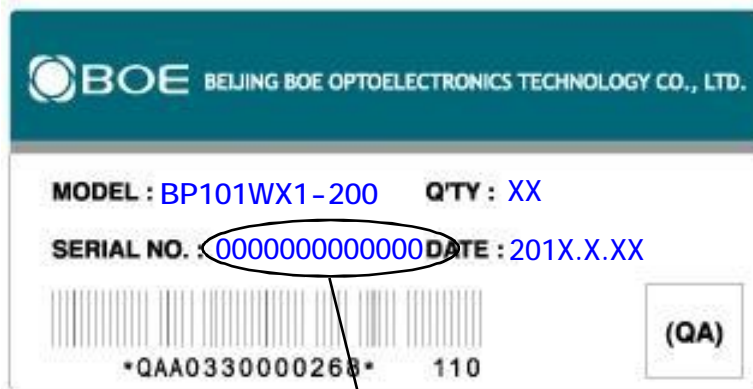 BOE BEIJING BOE OPTOELECTRONICS TECHNOLOGY CO., LTD.
MODEL : BP101WX1-200 Q'TY : XX
SERIAL NO. : 0000000000000 DATE : 201X.X.XX
(QA)
*QAA0330000268* 110